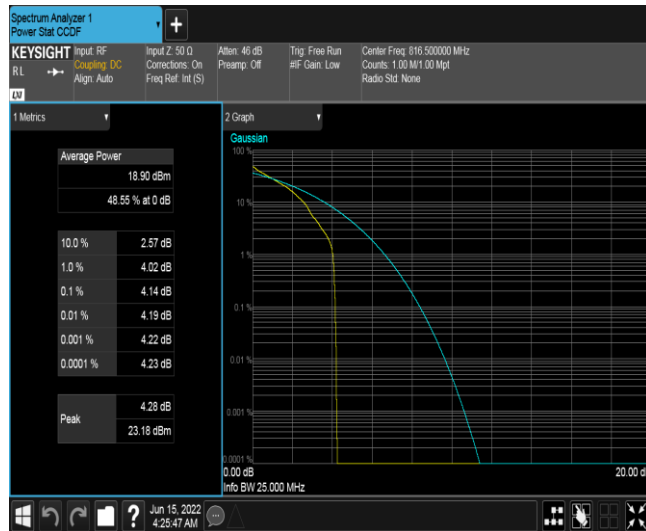 Spectrum Analyzer 1
Power Stat CCDF
+
KEYSIGHT
RL
LXI
Input: RF
Coupling: DC
Align: Auto
Input Z: 50 Ω
Corrections: On
Freq Ref: Int (S)
Atten: 46 dB
Preamp: Off
Trig: Free Run
#IF Gain: Low
Center Freq: 816.500000 MHz
Counts: 1.00 M/1.00 Mpt
Radio Std: None
1 Metrics
Average Power
18.90 dBm
48.55 % at 0 dB
10.0 % 2.57 dB
1.0 % 4.02 dB
0.1 % 4.14 dB
0.01 % 4.19 dB
0.001 % 4.22 dB
0.0001 % 4.23 dB
Peak
4.28 dB
23.18 dBm
2 Graph
Gaussian
100 %
10 %
1 %
0.1 %
0.01 %
0.001 %
0.0001 %
0.00 dB
Info BW 25.000 MHz
?
Jun 15, 2022
4:25:47 AM